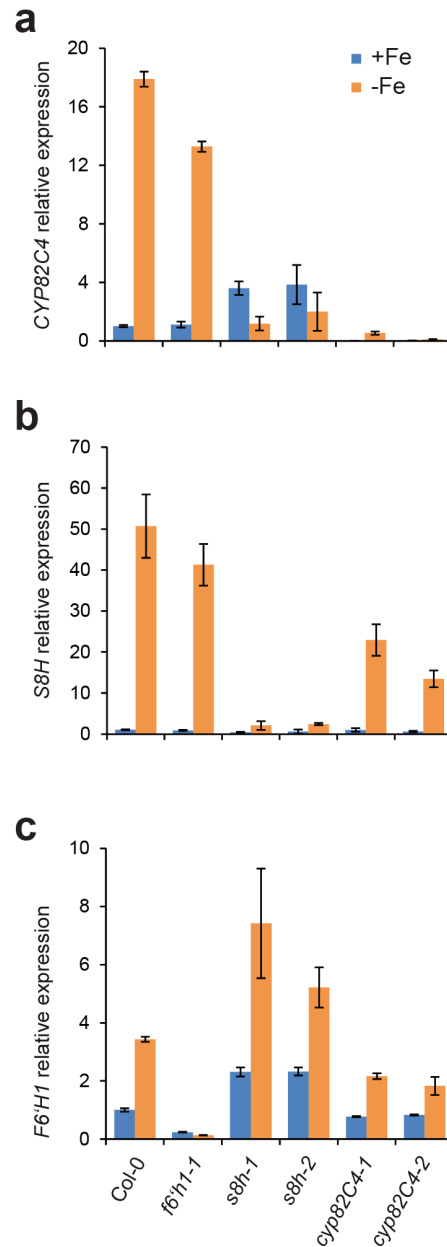 a
CYP82C4 relative expression
20
16
12
8
4
0
+Fe
-Fe
b
S8H relative expression
70
60
50
40
30
20
10
0
c
F6'H1 relative expression
10
8
6
4
2
0
Col-0
f6'h1-1
s8h-1
s8h-2
cyp82C4-1
cyp82C4-2